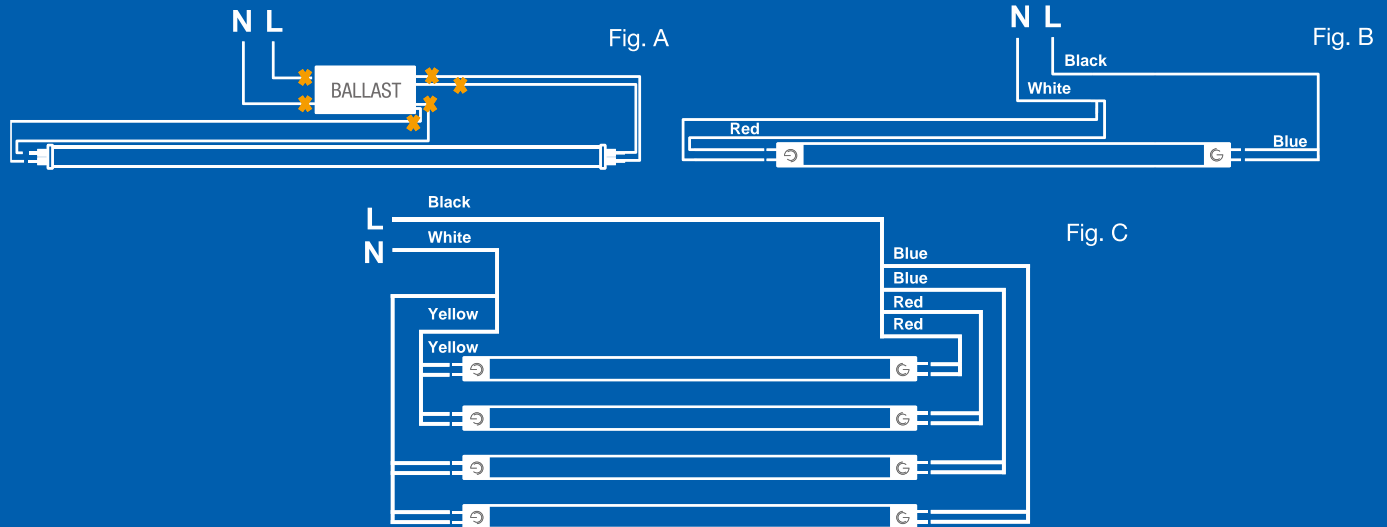 N L
Fig. A
BALLAST
N L
Fig. B
Black
White
Red
Blue
L
Black
Fig. C
N
White
Blue
Blue
Red
Yellow
Red
Yellow